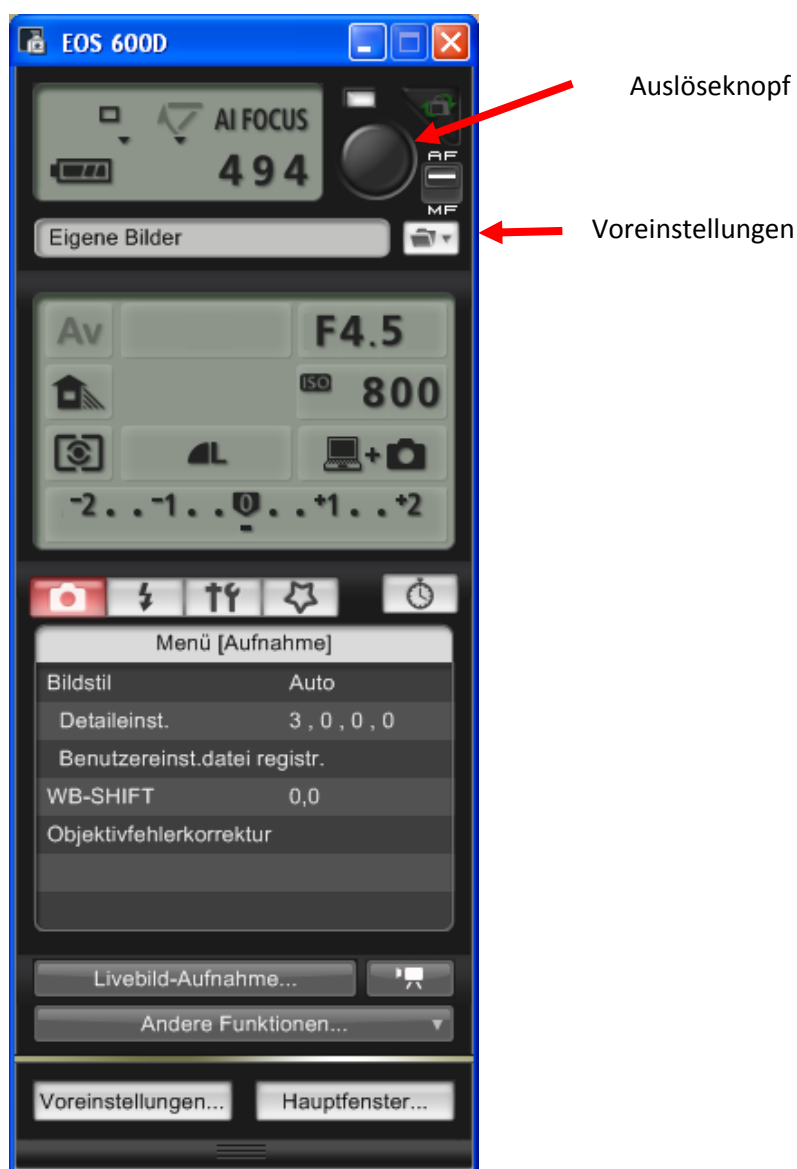 EOS 600D
Auslöseknopf
AI FOCUS
494
AF
MF
Eigene Bilder
Voreinstellungen
Av
F4.5
ISO 800
L
+
-2..-1..0..+1..+2
Menü [Aufnahme]
Bildstil Auto
Detaileinst. 3 , 0 , 0 , 0
Benutzereinst.datei registr.
WB-SHIFT 0,0
Objektivfehlerkorrektur
Livebild-Aufnahme...
Andere Funktionen...
Voreinstellungen... Hauptfenster...